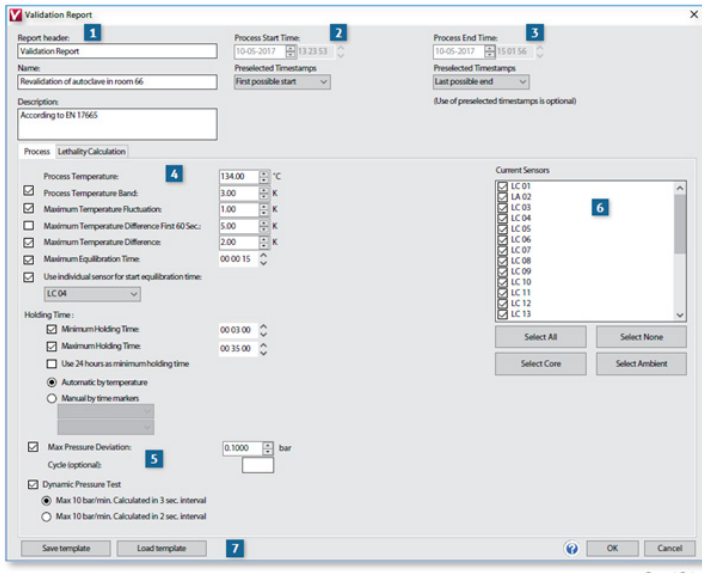 Validation Report
Report header:
1
Validation Report
Name:
Revalidation of autoclave in room 66
Description:
According to EN 17665
Process Start Time:
2
10-05-2017 13 23 53
Preselected Timestamps
First possible start
Process End Time:
3
10-05-2017 15 01 56
Preselected Timestamps
Last possible end
(Use of preselected timestamps is optional)
Process Lethality Calculation
Process Temperature: 134.00 °C
4
Process Temperature Band: 3.00 K
Maximum Temperature Fluctuation: 1.00 K
Maximum Temperature Difference First 60 Sec.: 5.00 K
Maximum Temperature Difference: 2.00 K
Maximum Equilibration Time: 00 00 15
Use individual sensor for start equilibration time:
LC 04
Holding Time :
Minimum Holding Time: 00 03 00
Maximum Holding Time: 00 35 00
Use 24 hours as minimum holding time
Automatic by temperature
Manual by time markers
Max Pressure Deviation: 0.1000 bar
5
Cycle (optional):
Dynamic Pressure Test
Max 10 bar/min. Calculated in 3 sec. interval
Max 10 bar/min. Calculated in 2 sec. interval
Current Sensors
6
LC 01
LA 02
LC 03
LC 04
LC 05
LC 06
LC 07
LC 08
LC 09
LC 10
LC 11
LC 12
LC 13
Select All Select None
Select Core Select Ambient
Save template Load template 7
? OK Cancel